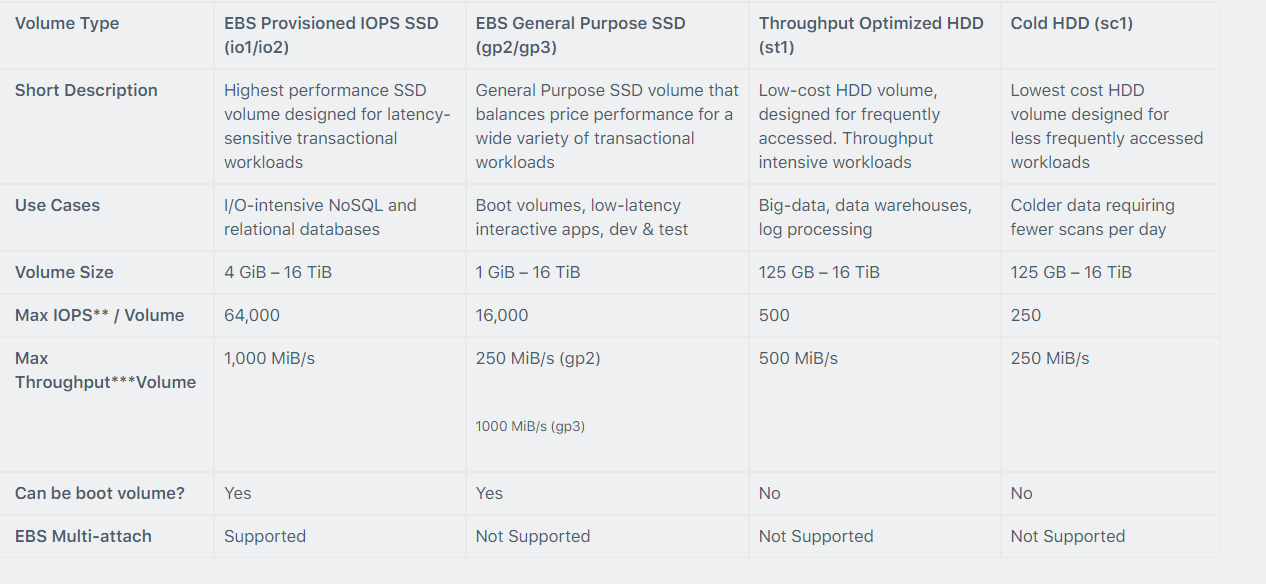 Volume Type
EBS Provisioned IOPS SSD
(io1/io2)
EBS General Purpose SSD
(gp2/gp3)
Throughput Optimized HDD
(st1)
Cold HDD (sc1)
Short Description
Highest performance SSD
volume designed for latency-
sensitive transactional
workloads
General Purpose SSD volume that
balances price performance for a
wide variety of transactional
workloads
Low-cost HDD volume,
designed for frequently
accessed. Throughput
intensive workloads
Lowest cost HDD
volume designed for
less frequently accessed
workloads
Use Cases
I/O-intensive NoSQL and
relational databases
Boot volumes, low-latency
interactive apps, dev & test
Big-data, data warehouses,
log processing
Colder data requiring
fewer scans per day
Volume Size
4 GiB – 16 TiB
1 GiB – 16 TiB
125 GB – 16 TiB
125 GB – 16 TiB
Max IOPS** / Volume
64,000
16,000
500
250
Max
Throughput***Volume
1,000 MiB/s
250 MiB/s (gp2)
1000 MiB/s (gp3)
500 MiB/s
250 MiB/s
Can be boot volume?
Yes
Yes
No
No
EBS Multi-attach
Supported
Not Supported
Not Supported
Not Supported